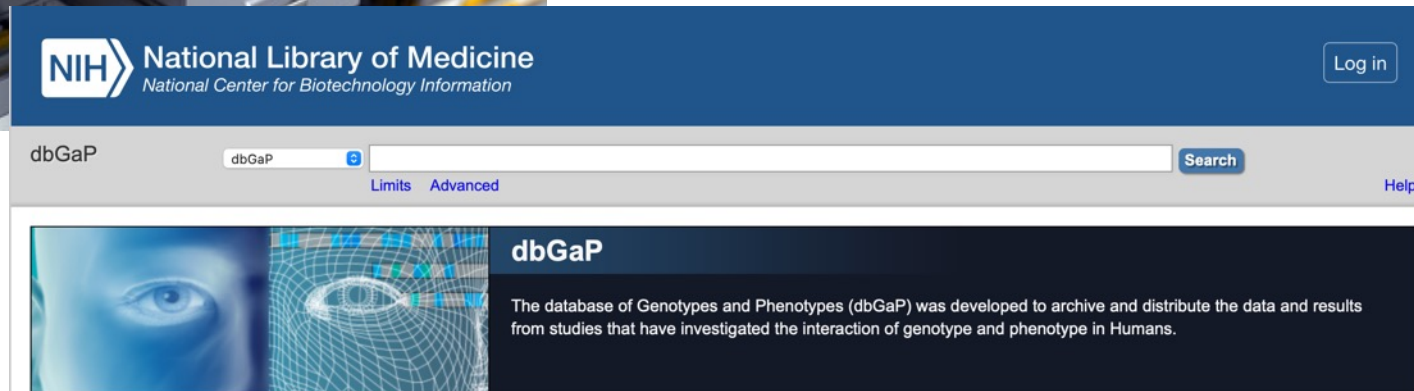 NIH
National Library of Medicine
National Center for Biotechnology Information
Log in
dbGaP
dbGaP
Search
Limits Advanced
Help
dbGaP
The database of Genotypes and Phenotypes (dbGaP) was developed to archive and distribute the data and results
from studies that have investigated the interaction of genotype and phenotype in Humans.